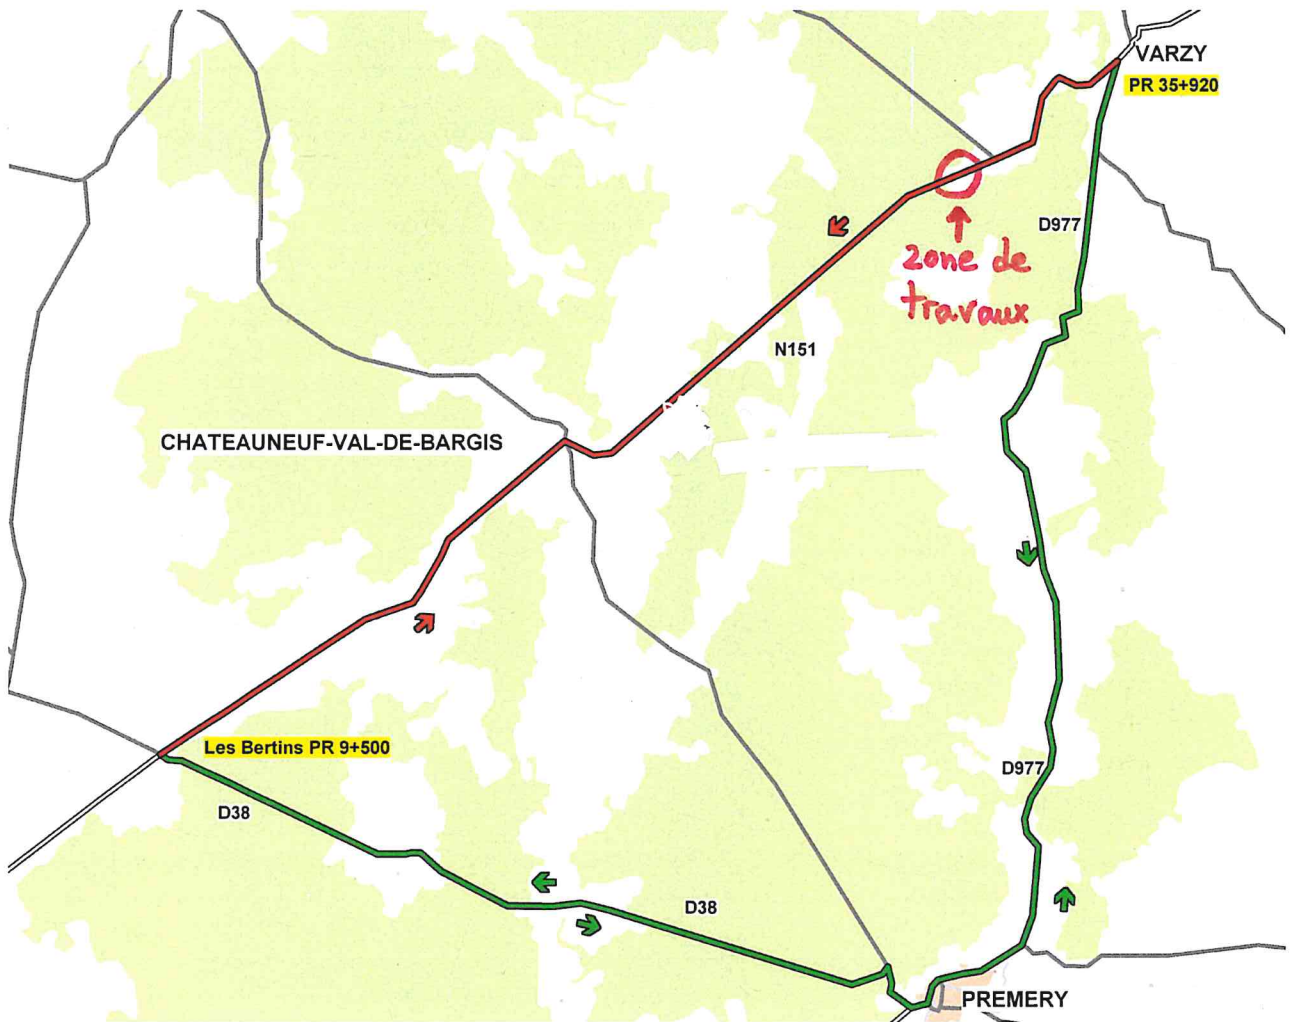 VARZY
PR 35+920
D977
zone de
travaux
N151
CHATEAUNEUF-VAL-DE-BARGIS
Les Bertins PR 9+500
D977
D38
D38
PREMERY